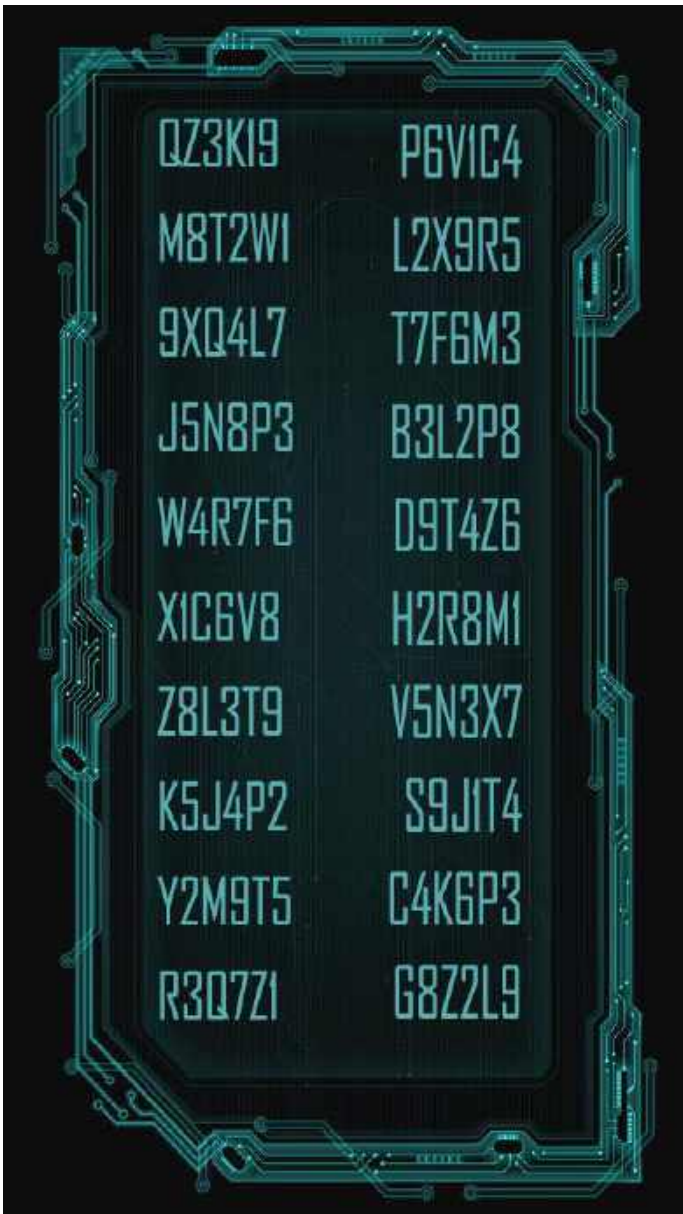 QZ3K19
M8T2W1
9XQ4L7
J5N8P3
W4R7F6
X1C6V8
Z8L3T9
K5J4P2
Y2M9T5
R3Q7Z1
P6V1C4
L2X9R5
T7F6M3
B3L2P8
D9T4Z6
H2R8M1
V5N3X7
S9J1T4
C4K6P3
G8Z2L9